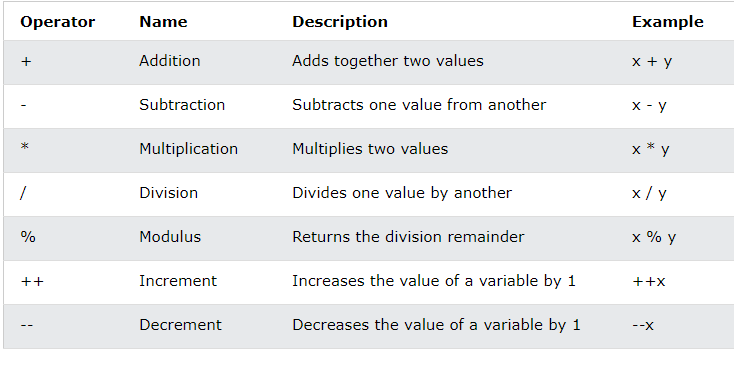 Operator Name Description Example
+ Addition Adds together two values x + y
- Subtraction Subtracts one value from another x - y
* Multiplication Multiplies two values x * y
/ Division Divides one value by another x / y
% Modulus Returns the division remainder x % y
++ Increment Increases the value of a variable by 1 ++x
-- Decrement Decreases the value of a variable by 1 --x